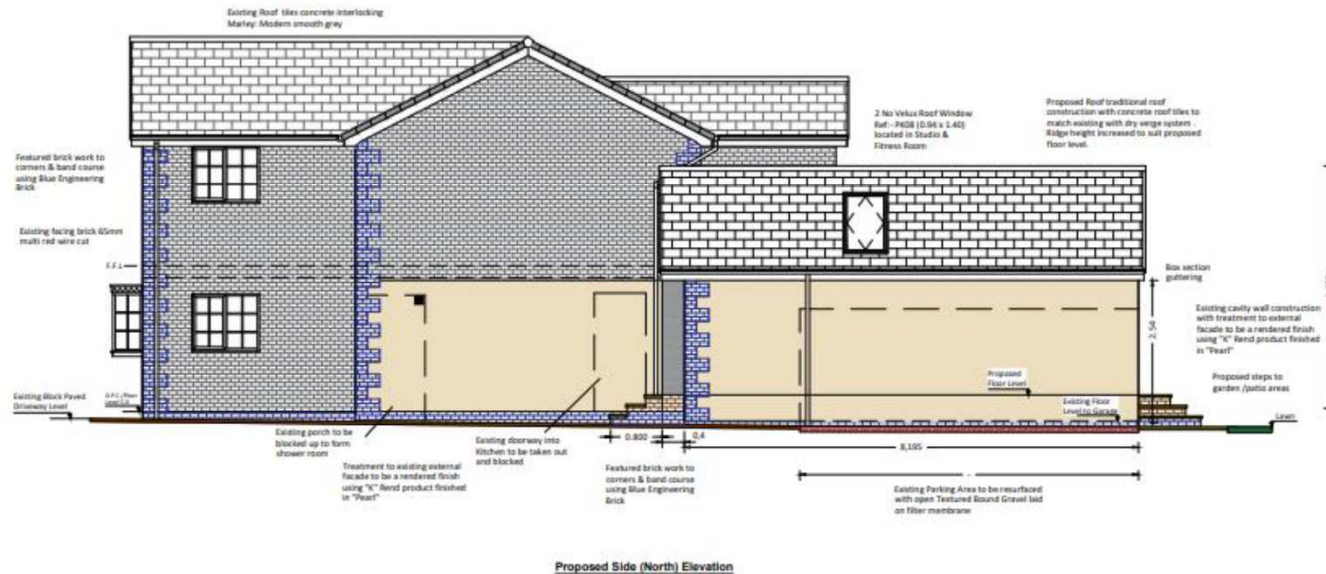 Existing Roof tiles concrete interlocking
Marley: Modern smooth grey
2 No Velux Roof Window
Ref:- PK08 (0.94 x 1.40)
located in Studio &
Fitness Room
Proposed Roof traditional roof
construction with concrete roof tiles to
match existing with dry verge system .
Ridge height increased to suit proposed
floor level.
Featured brick work to
corners & band course
using Blue Engineering
Brick
Existing facing brick 65mm
multi red wire cut
F.F.L
Box section
guttering
2.54
Existing cavity wall construction
with treatment to external
facade to be a rendered finish
using "K" Rend product finished
in "Pearl"
Proposed steps to
garden /patio areas
Proposed
Floor Level
Existing Floor
Level to Garage
Lawn
Existing Block Paved
Driveway Level
Existing porch to be
blocked up to form
shower room
Existing doorway into
Kitchen to be taken out
and blocked
0.800
0,4
8,195
Treatment to existing external
facade to be a rendered finish
using "K" Rend product finished
in "Pearl"
Featured brick work to
corners & band course
using Blue Engineering
Brick
Existing Parking Area to be resurfaced
with open Textured Bound Gravel laid
on filter membrane
Proposed Side (North) Elevation